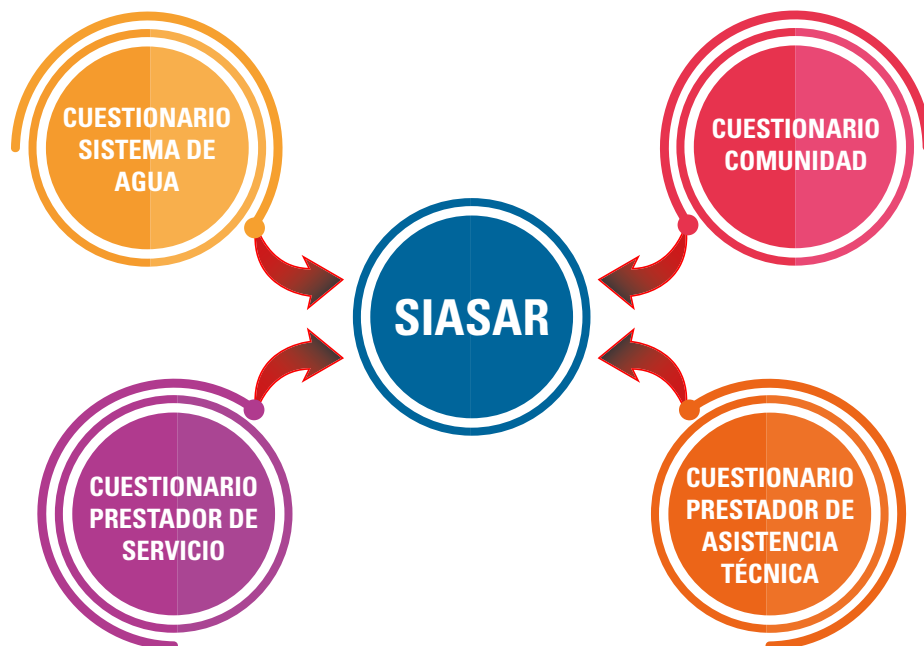 CUESTIONARIO
SISTEMA DE
AGUA
CUESTIONARIO
COMUNIDAD
SIASAR
CUESTIONARIO
PRESTADOR DE
SERVICIO
CUESTIONARIO
PRESTADOR DE
ASISTENCIA
TÉCNICA